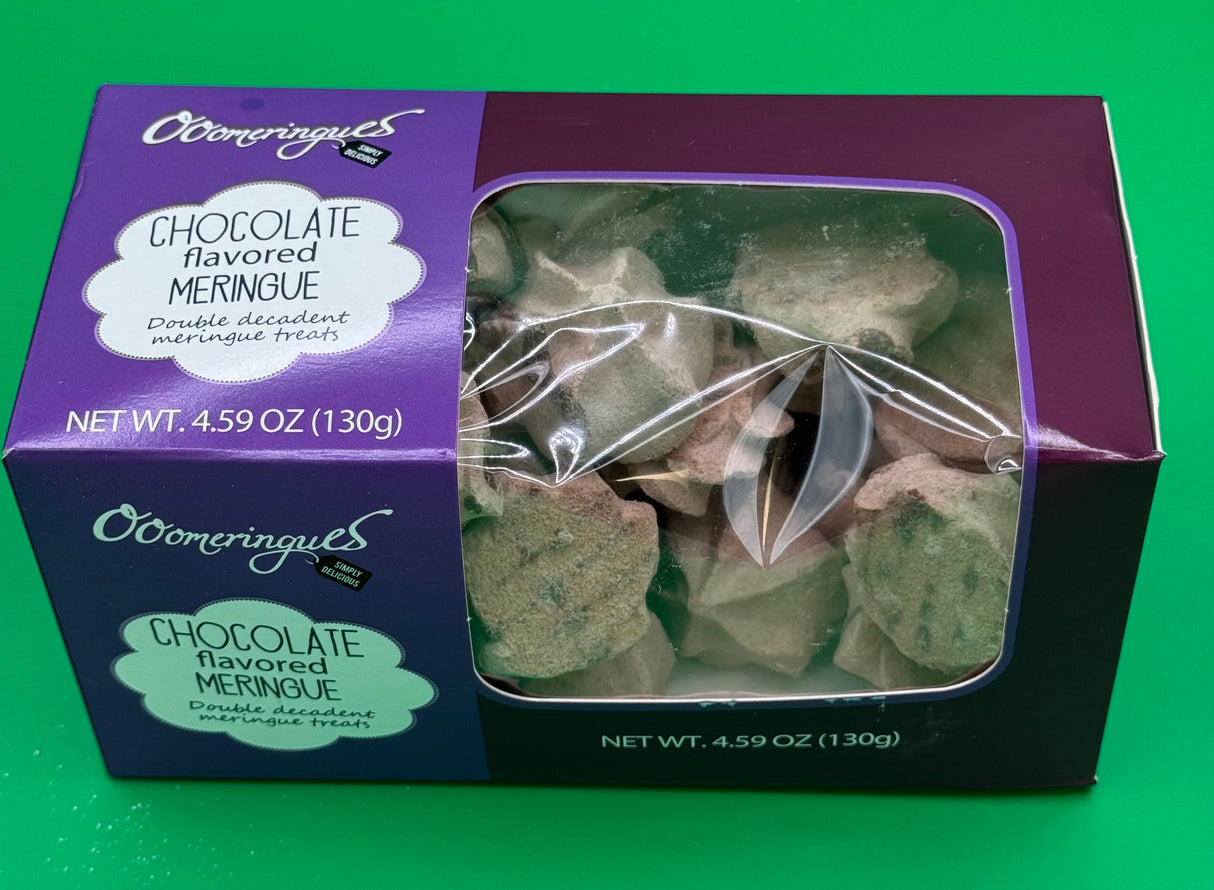 Ooomeringues
SIMPLY
DELICIOUS
CHOCOLATE
flavored
MERINGUE
Double decadent
meringue treats
NET WT. 4.59 OZ (130g)
Ooomeringues
SIMPLY
DELICIOUS
CHOCOLATE
flavored
MERINGUE
Double decadent
meringue treats
NET WT. 4.59 OZ (130g)